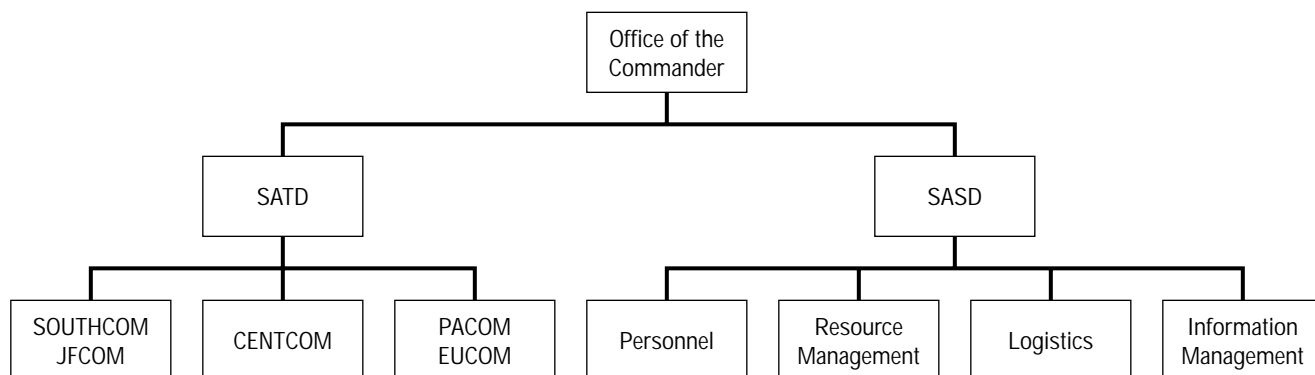 Office of the
Commander
SATD
SASD
SOUTHCOM
JFCOM
CENTCOM
PACOM
EUCOM
Personnel
Resource
Management
Logistics
Information
Management